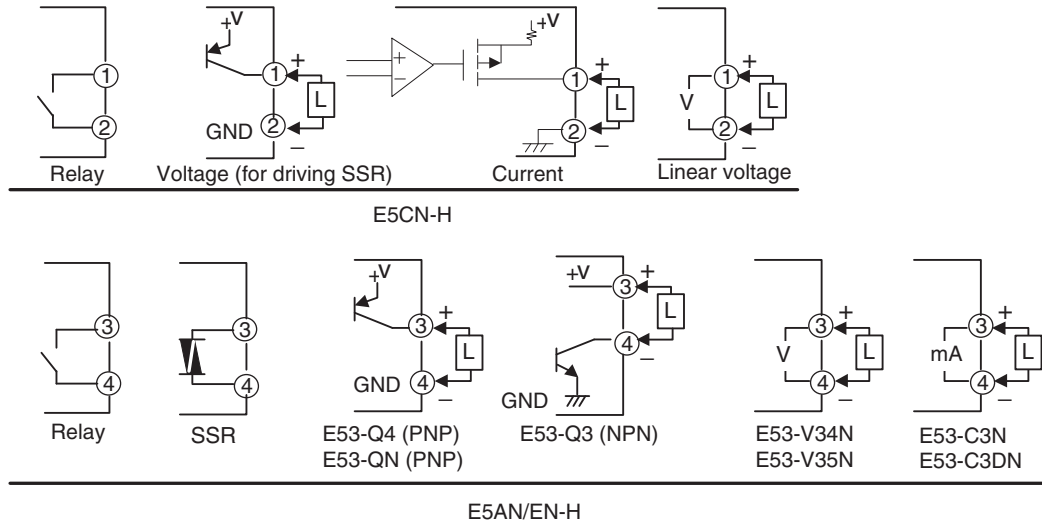 +V
+V
1
+
L
2
GND
–
Relay
Voltage (for driving SSR)
+
–
1
+
L
2
–
Current
V
1
+
L
2
–
Linear voltage
1
2
E5CN-H
3
4
Relay
3
4
SSR
+V
3
+
L
GND
4
–
E53-Q4 (PNP)
E53-QN (PNP)
+V
3
+
L
4
–
GND
E53-Q3 (NPN)
3
+
V
L
4
–
E53-V34N
E53-V35N
3
+
mA
L
4
–
E53-C3N
E53-C3DN
E5AN/EN-H